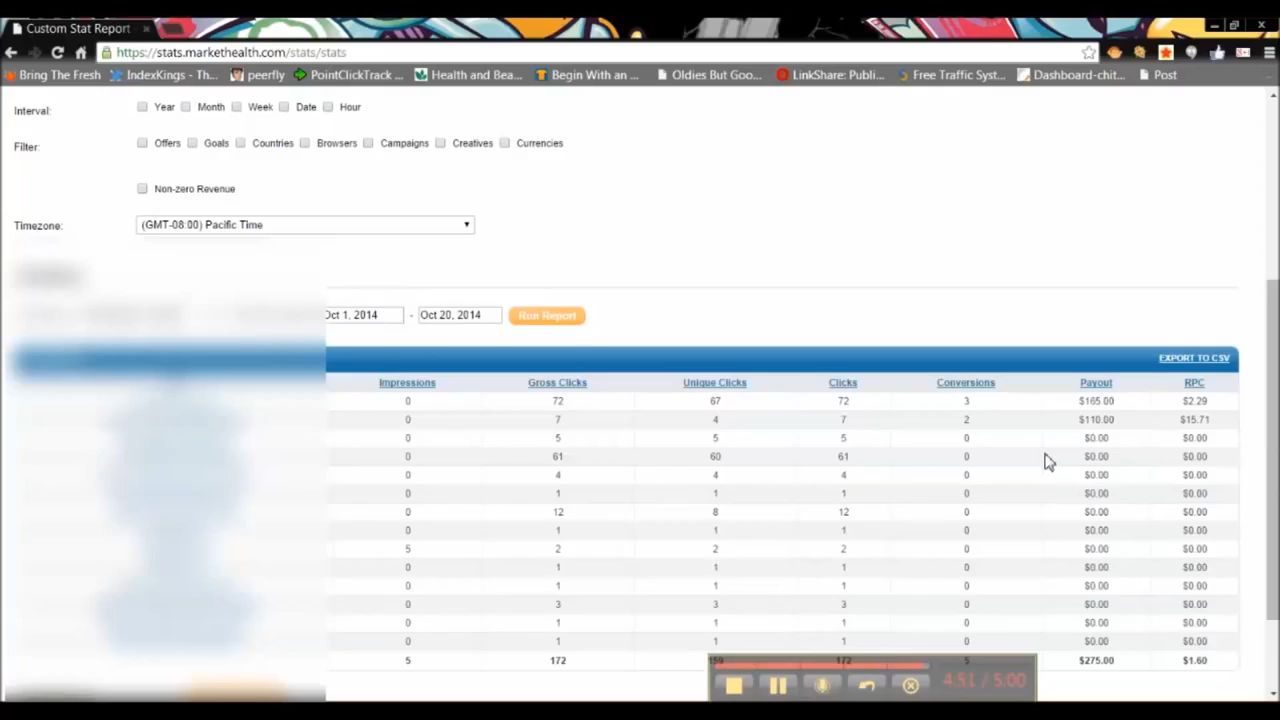 Custom Stat Report
https://stats.markethealth.com/stats/stats
Bring The Fresh IndexKings - Th... peerfly PointClickTrack ... Health and Bea... Begin With an ... Oldies But Goo... LinkShare: Publi... Free Traffic Syst... Dashboard-chit... Post
Interval: Year Month Week Date Hour
Filter: Offers Goals Countries Browsers Campaigns Creatives Currencies
Non-zero Revenue
Timezone: (GMT-08:00) Pacific Time
Oct 1, 2014 - Oct 20, 2014 Run Report
EXPORT TO CSV
Impressions Gross Clicks Unique Clicks Clicks Conversions Payout RPC
0 72 67 72 3 $165.00 $2.29
0 7 4 7 2 $110.00 $15.71
0 5 5 5 0 $0.00 $0.00
0 61 60 61 0 $0.00 $0.00
0 4 4 4 0 $0.00 $0.00
0 1 1 1 0 $0.00 $0.00
0 12 8 12 0 $0.00 $0.00
0 1 1 1 0 $0.00 $0.00
5 2 2 2 0 $0.00 $0.00
0 1 1 1 0 $0.00 $0.00
0 1 1 1 0 $0.00 $0.00
0 3 3 3 0 $0.00 $0.00
0 1 1 1 0 $0.00 $0.00
0 1 1 1 0 $0.00 $0.00
5 172 159 172 5 $275.00 $1.60
4:51 / 5:00